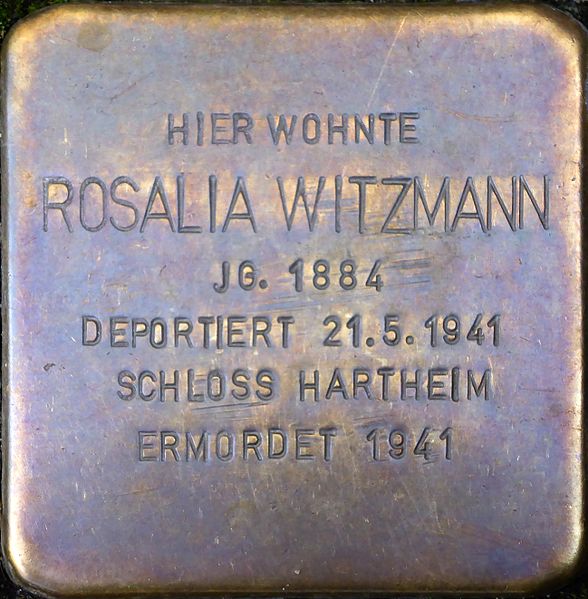 HIER WOHNTE
ROSALIA WITZMANN
JG. 1884
DEPORTIERT 21.5.1941
SCHLOSS HARTHEIM
ERMORDET 1941